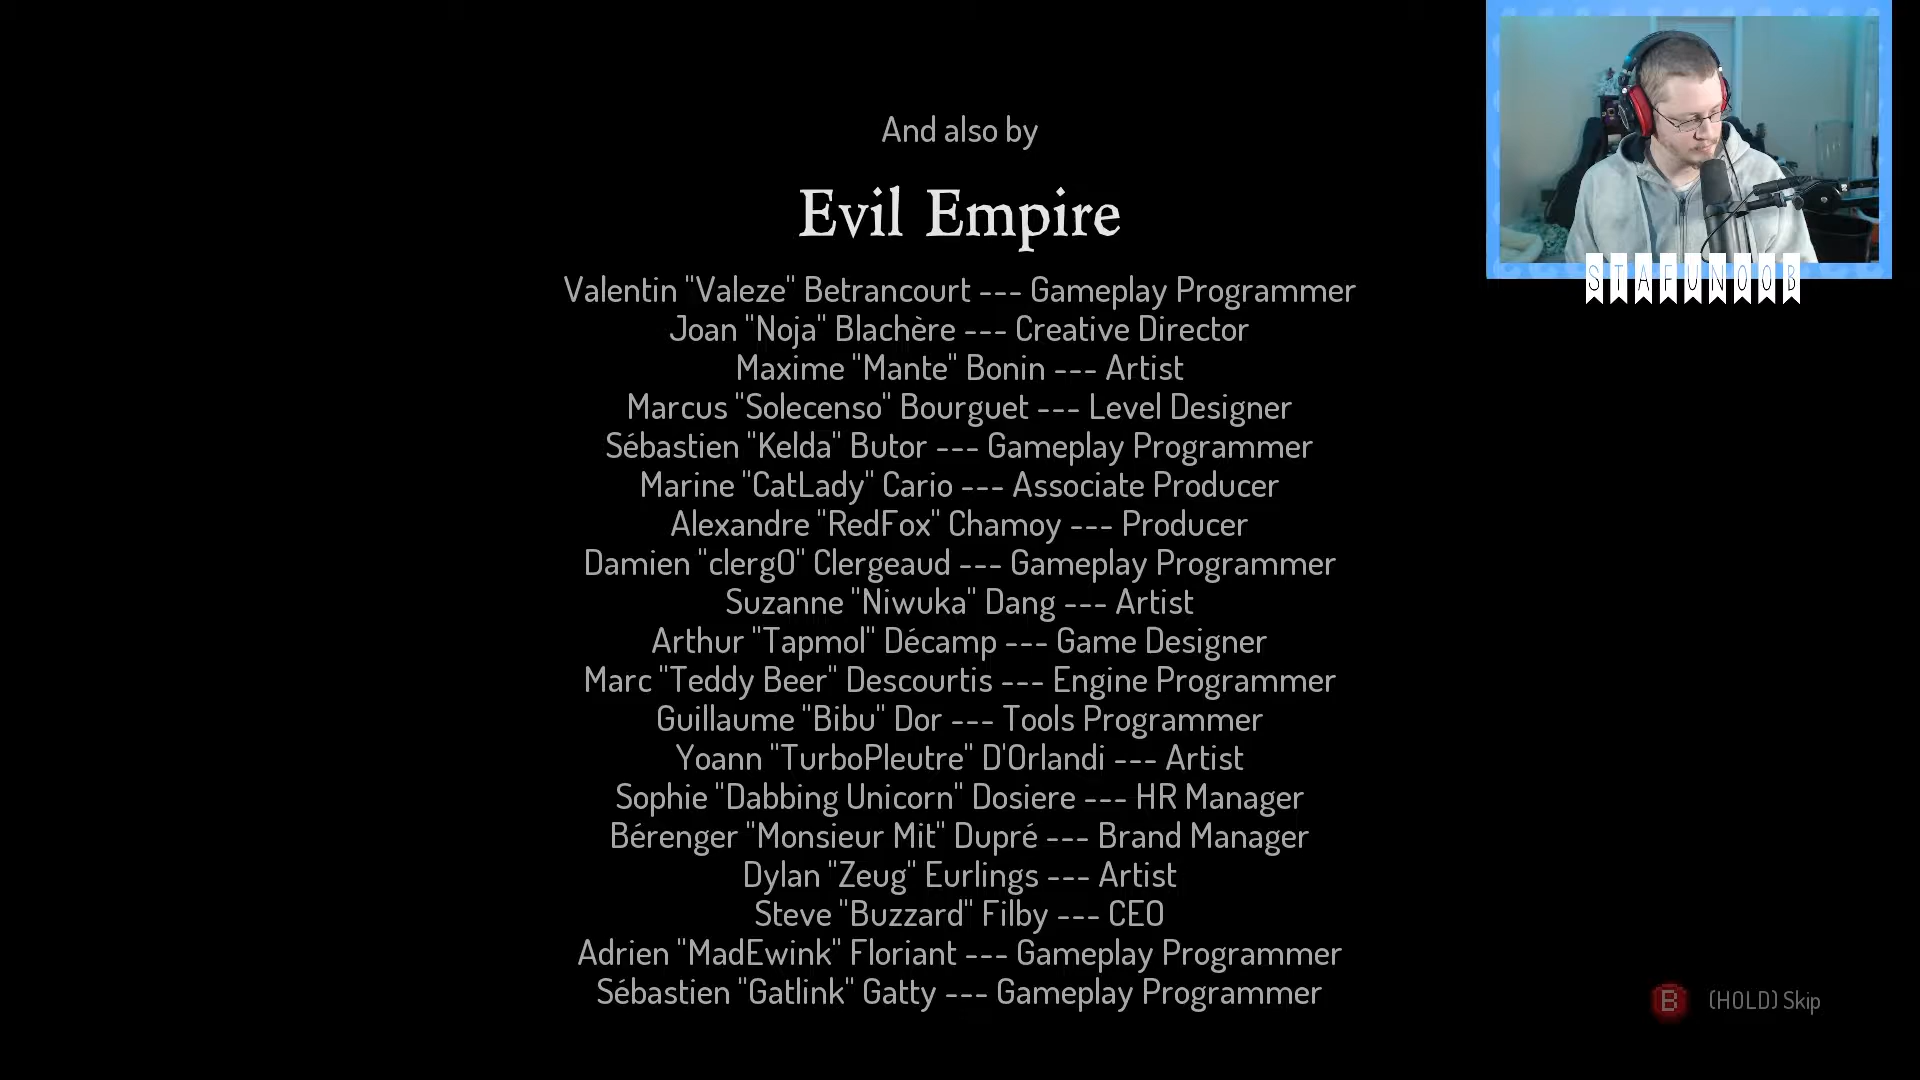 And also by
Evil Empire
Valentin "Valeze" Betrancourt --- Gameplay Programmer
Joan "Noja" Blachère --- Creative Director
Maxime "Mante" Bonin --- Artist
Marcus "Solecenso" Bourguet --- Level Designer
Sébastien "Kelda" Butor --- Gameplay Programmer
Marine "CatLady" Cario --- Associate Producer
Alexandre "RedFox" Chamoy --- Producer
Damien "clergO" Clergeaud --- Gameplay Programmer
Suzanne "Niwuka" Dang --- Artist
Arthur "Tapmol" Décamp --- Game Designer
Marc "Teddy Beer" Descourtis --- Engine Programmer
Guillaume "Bibu" Dor --- Tools Programmer
Yoann "TurboPleutre" D'Orlandi --- Artist
Sophie "Dabbing Unicorn" Dosiere --- HR Manager
Bérenger "Monsieur Mit" Dupré --- Brand Manager
Dylan "Zeug" Eurlings --- Artist
Steve "Buzzard" Filby --- CEO
Adrien "MadEwink" Floriant --- Gameplay Programmer
Sébastien "Gatlink" Gatty --- Gameplay Programmer
STAFUNOOB
B (HOLD) Skip